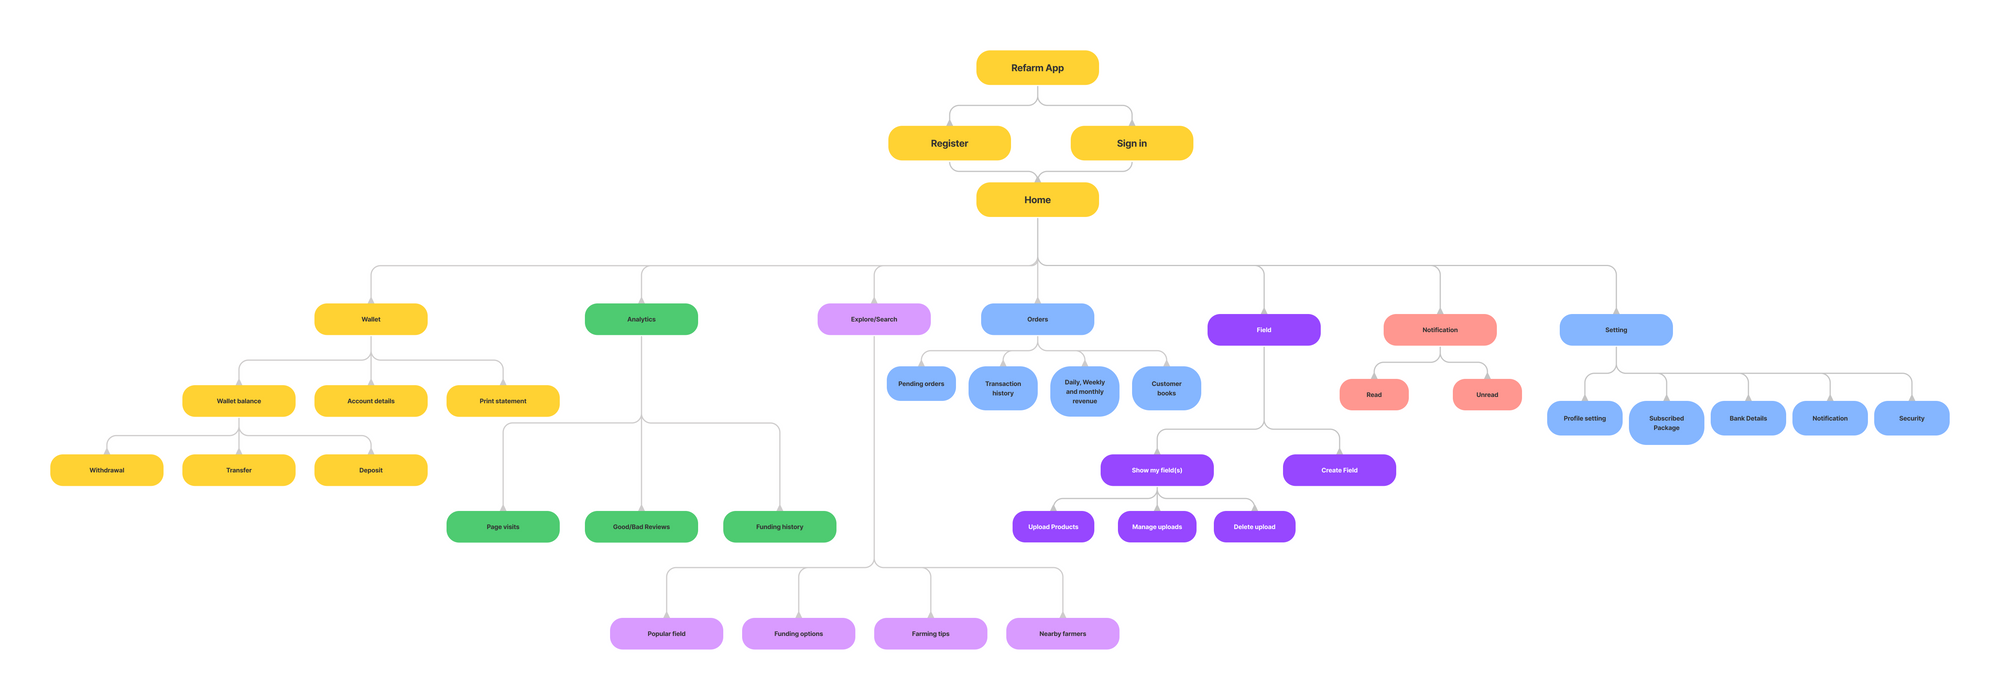 Refarm App
Register
Sign in
Home
Wallet
Analytics
Explore/Search
Orders
Field
Notification
Setting
Pending orders
Transaction
history
Daily, Weekly
and monthly
revenue
Customer
books
Read
Unread
Wallet balance
Account details
Print statement
Profile setting
Subscribed
Package
Bank Details
Notification
Security
Withdrawal
Transfer
Deposit
Show my field(s)
Create Field
Page visits
Good/Bad Reviews
Funding history
Upload Products
Manage uploads
Delete upload
Popular field
Funding options
Farming tips
Nearby farmers